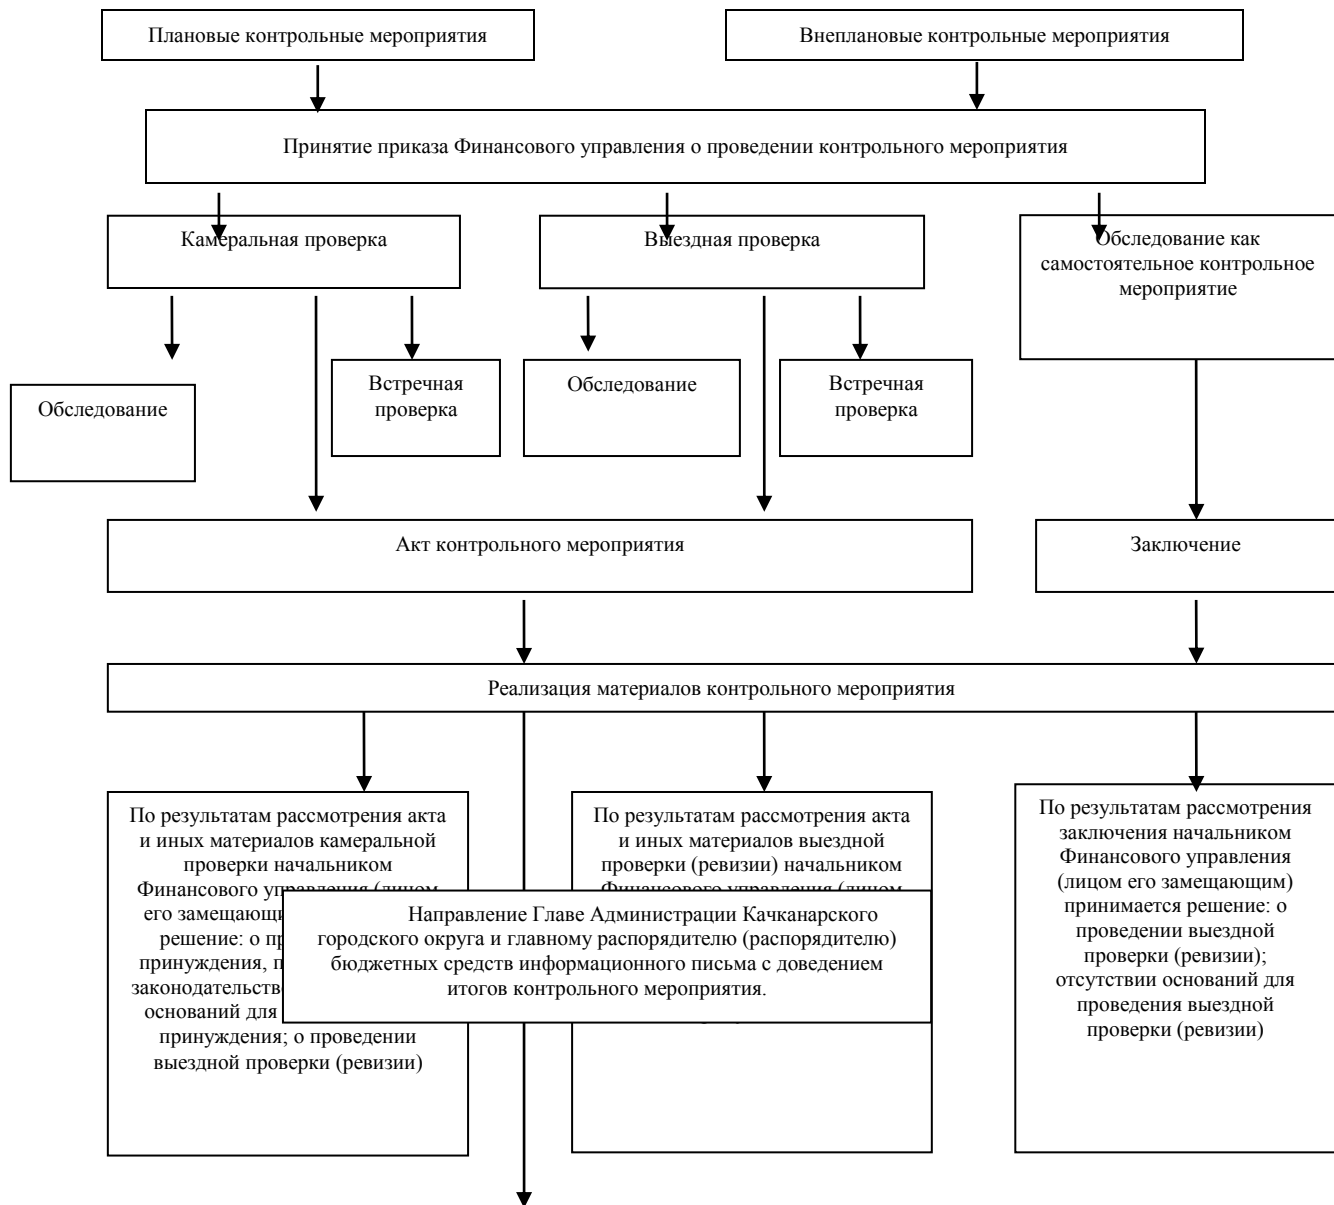 Плановые контрольные мероприятия
Внеплановые контрольные мероприятия
Принятие приказа Финансового управления о проведении контрольного мероприятия
Камеральная проверка
Выездная проверка
Обследование как
самостоятельное контрольное
мероприятие
Обследование
Встречная
проверка
Обследование
Встречная
проверка
Акт контрольного мероприятия
Заключение
Реализация материалов контрольного мероприятия
По результатам рассмотрения акта
и иных материалов камеральной
проверки начальником
Финансового управления (лицом
его
решение: о
принуждения,
оснований для
принуждения; о проведении
выездной проверки (ревизии)
По результатам рассмотрения акта
и иных материалов выездной
проверки (ревизии) начальником
Финансового управления (лицом
Направление Главе Администрации Качканарского
городского округа и главному распорядителю (распорядителю)
бюджетных средств информационного письма с доведением
итогов контрольного мероприятия.
По результатам рассмотрения
заключения начальником
Финансового управления
(лицом его замещающим)
принимается решение: о
проведении выездной
проверки (ревизии);
отсутствии оснований для
проведения выездной
проверки (ревизии)